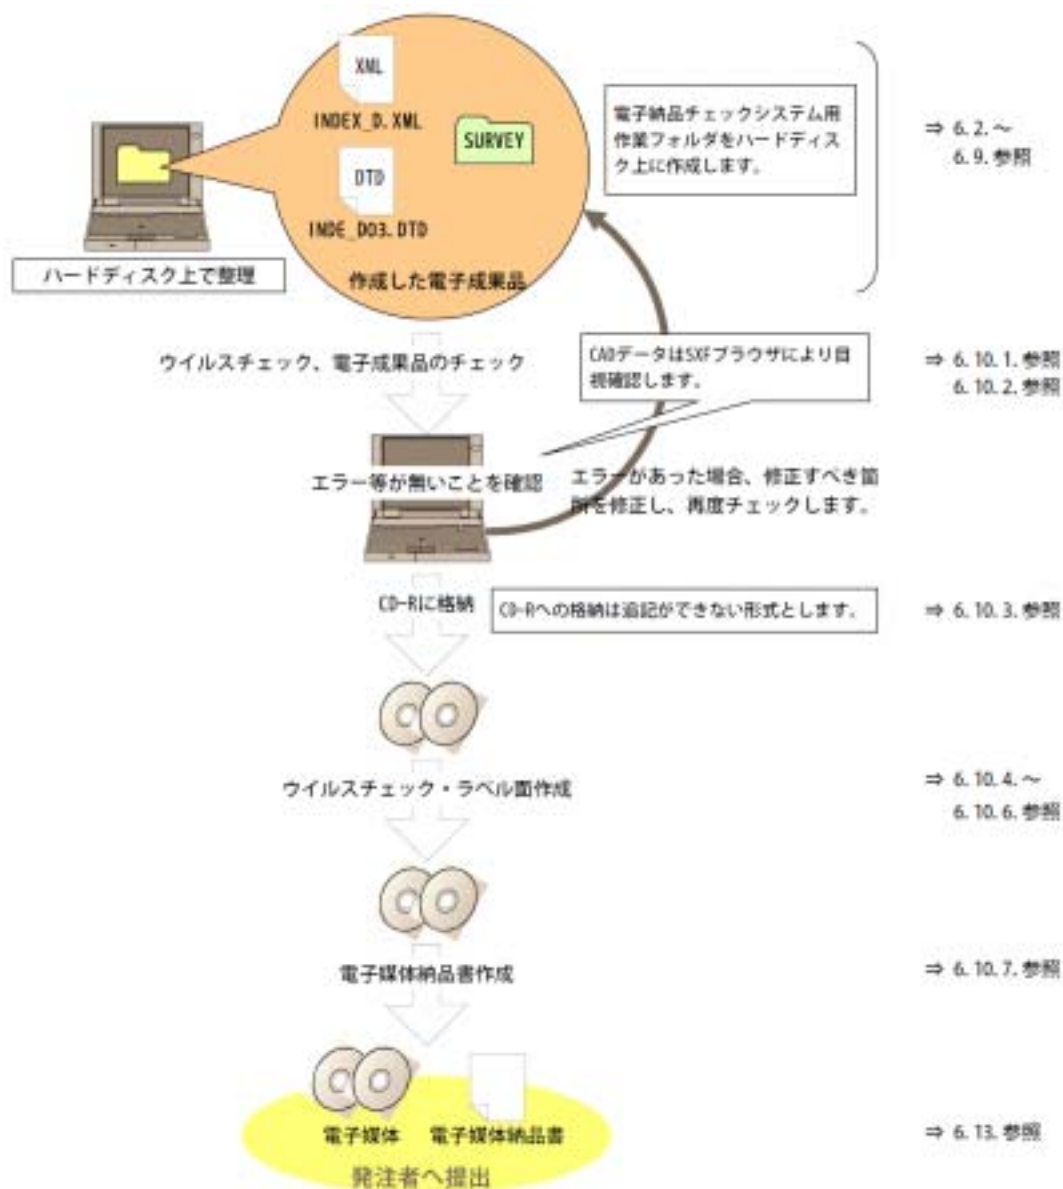 XML
INDEX_D.XML
SURVEY
DTD
INDE_D03.DTD
作成した電子成果品
ハードディスク上で整理
電子納品チェックシステム用
作業フォルダをハードディス
ク上に作成します。
⇒ 6.2.～
6.9.参照
ウイルスチェック、電子成果品のチェック
CADデータはSXFブラウザにより目
視確認します。
⇒ 6.10.1.参照
6.10.2.参照
エラー等が無いことを確認
エラーがあった場合、修正すべき箇
所を修正し、再度チェックします。
CD-Rに格納
CD-Rへの格納は追記ができない形式とします。
⇒ 6.10.3.参照
ウイルスチェック・ラベル面作成
⇒ 6.10.4.～
6.10.6.参照
電子媒体納品書作成
⇒ 6.10.7.参照
電子媒体
電子媒体納品書
発注者へ提出
⇒ 6.13.参照